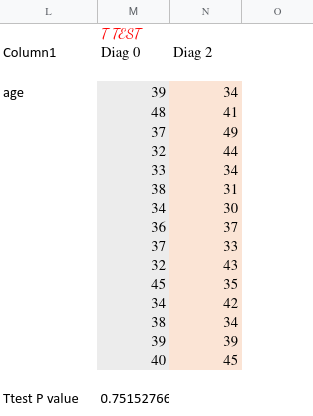 L M N O
T TEST
Column1 Diag 0 Diag 2
age 39 34
48 41
37 49
32 44
33 34
38 31
34 30
36 37
37 33
32 43
45 35
34 42
38 34
39 39
40 45
Ttest P value 0.75152766